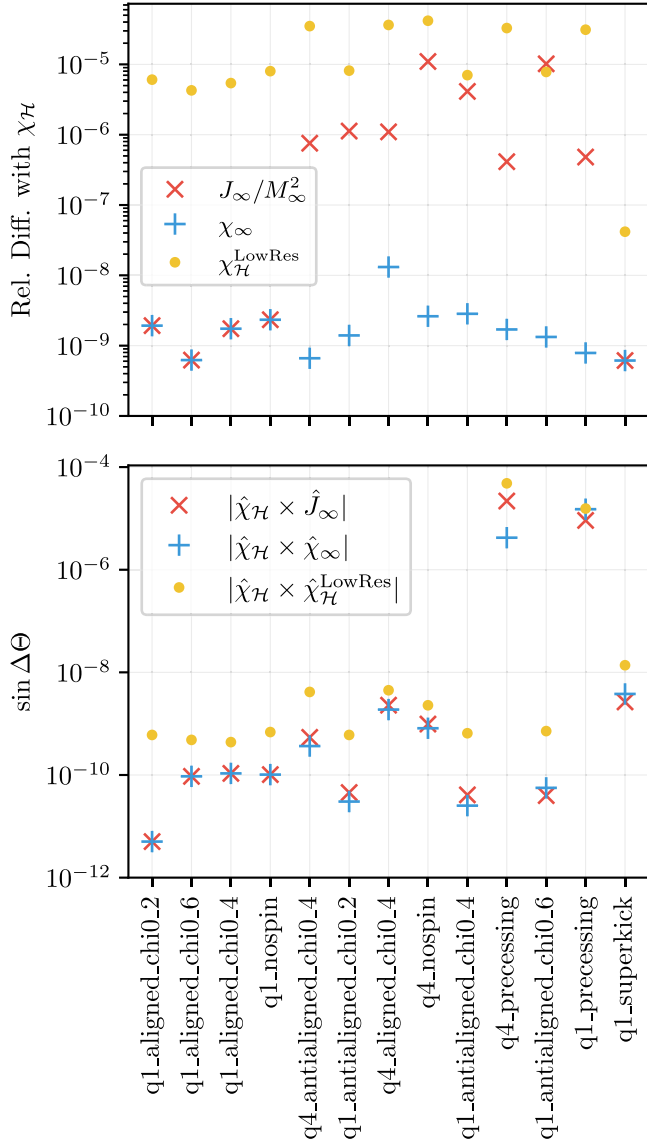 Rel. Diff. with χ_ℋ
10⁻⁵
10⁻⁶
10⁻⁷
10⁻⁸
10⁻⁹
10⁻¹⁰
J_∞/M_∞²
χ_∞
χ_ℋ^LowRes
sin ΔΘ
10⁻⁴
10⁻⁶
10⁻⁸
10⁻¹⁰
10⁻¹²
|χ̂_ℋ × Ĵ_∞|
|χ̂_ℋ × χ̂_∞|
|χ̂_ℋ × χ̂_ℋ^LowRes|
q1_aligned_chi0_2
q1_aligned_chi0_6
q1_aligned_chi0_4
q1_nospin
q4_antialigned_chi0_4
q1_antialigned_chi0_2
q4_aligned_chi0_4
q4_nospin
q1_antialigned_chi0_4
q4_precessing
q1_antialigned_chi0_6
q1_precessing
q1_superkick